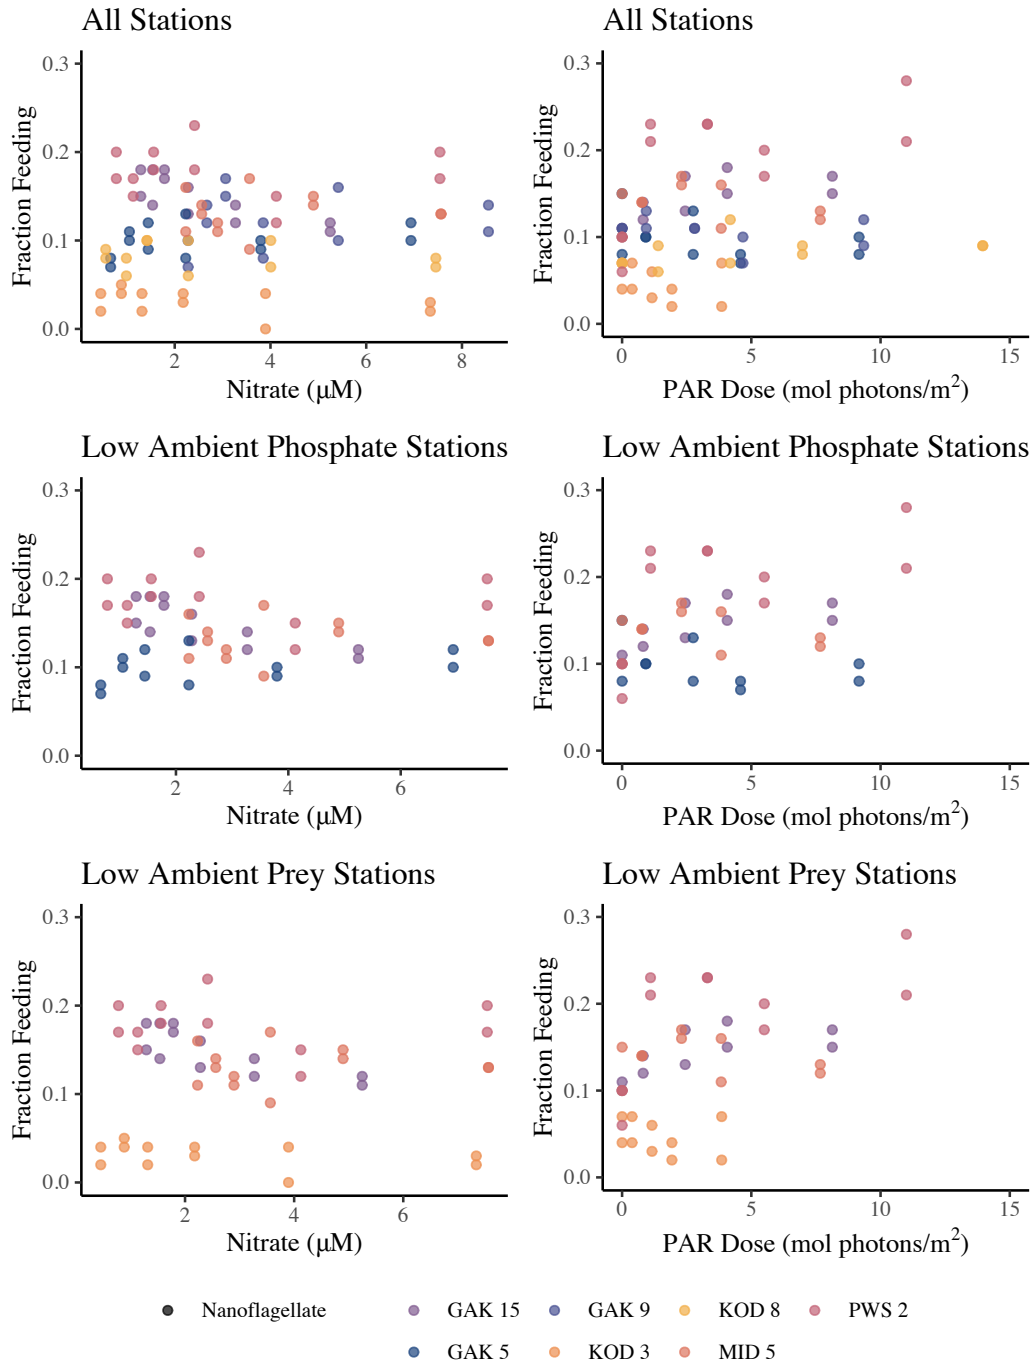 All Stations
All Stations
0.3
0.2
0.1
0.0
Fraction Feeding
2
4
6
8
Nitrate (μM)
0.3
0.2
0.1
0.0
Fraction Feeding
0
5
10
15
PAR Dose (mol photons/m²)
Low Ambient Phosphate Stations
Low Ambient Phosphate Stations
0.3
0.2
0.1
0.0
Fraction Feeding
2
4
6
Nitrate (μM)
0.3
0.2
0.1
0.0
Fraction Feeding
0
5
10
15
PAR Dose (mol photons/m²)
Low Ambient Prey Stations
Low Ambient Prey Stations
0.3
0.2
0.1
0.0
Fraction Feeding
2
4
6
Nitrate (μM)
0.3
0.2
0.1
0.0
Fraction Feeding
0
5
10
15
PAR Dose (mol photons/m²)
Nanoflagellate GAK 15 GAK 9 KOD 8 PWS 2
GAK 5 KOD 3 MID 5